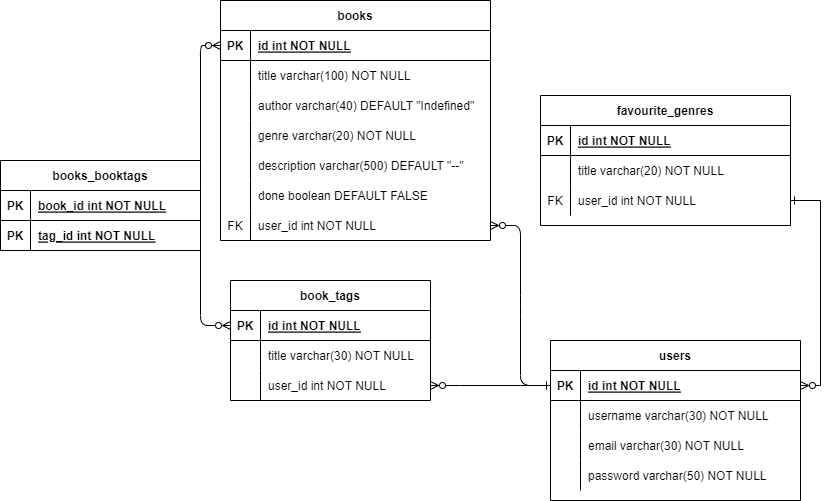 books
PK id int NOT NULL
title varchar(100) NOT NULL
author varchar(40) DEFAULT "Indefined"
genre varchar(20) NOT NULL
description varchar(500) DEFAULT "--"
done boolean DEFAULT FALSE
FK user_id int NOT NULL
favourite_genres
PK id int NOT NULL
title varchar(20) NOT NULL
FK user_id int NOT NULL
books_booktags
PK book_id int NOT NULL
PK tag_id int NOT NULL
book_tags
PK id int NOT NULL
title varchar(30) NOT NULL
user_id int NOT NULL
users
PK id int NOT NULL
username varchar(30) NOT NULL
email varchar(30) NOT NULL
password varchar(50) NOT NULL